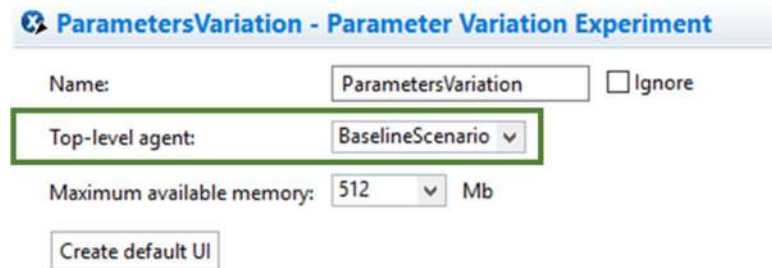 ParametersVariation - Parameter Variation Experiment
Name: ParametersVariation Ignore
Top-level agent: BaselineScenario
Maximum available memory: 512 Mb
Create default UI